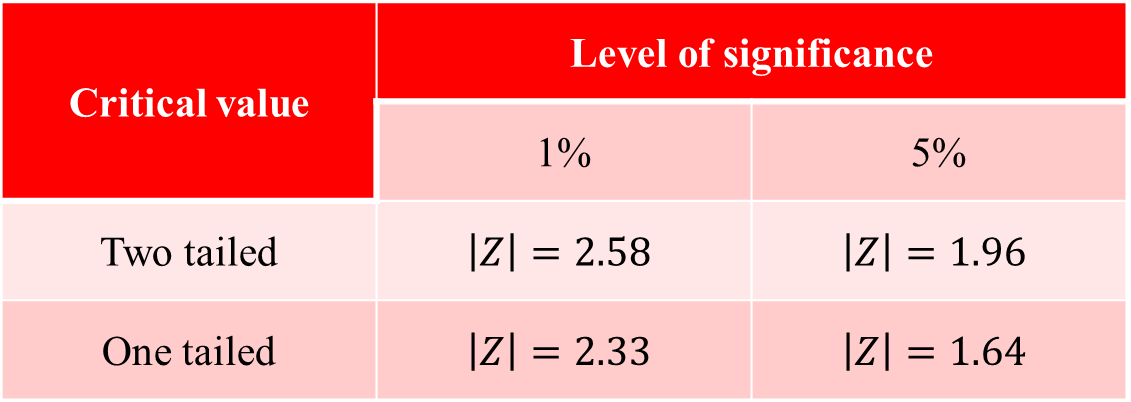 Critical value
Level of significance
1%
5%
Two tailed
|Z| = 2.58
|Z| = 1.96
One tailed
|Z| = 2.33
|Z| = 1.64